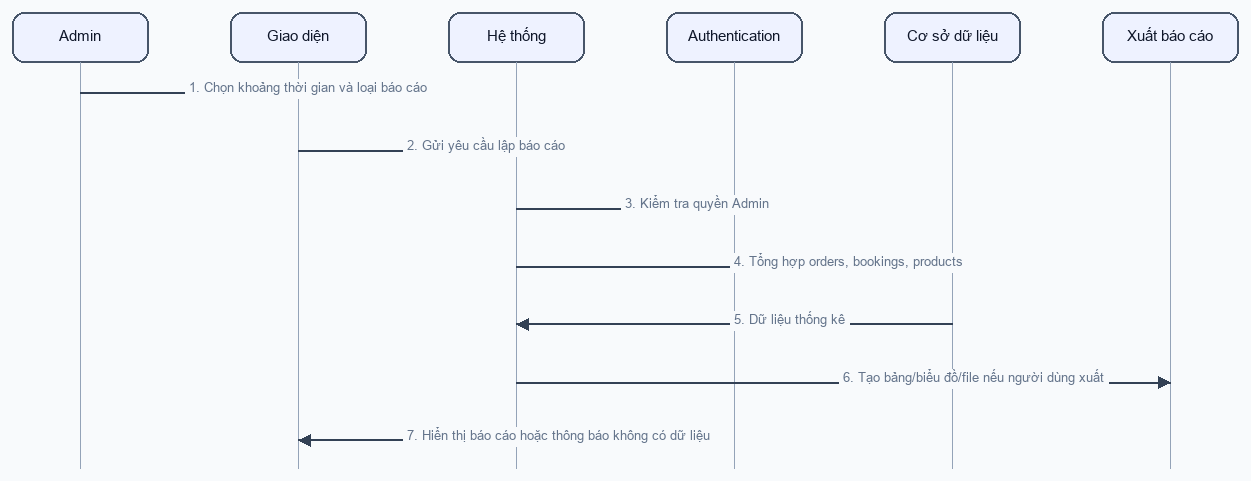 Admin
Giao diện
Hệ thống
Authentication
Cơ sở dữ liệu
Xuất báo cáo
1. Chọn khoảng thời gian và loại báo cáo
2. Gửi yêu cầu lập báo cáo
3. Kiểm tra quyền Admin
4. Tổng hợp orders, bookings, products
5. Dữ liệu thống kê
6. Tạo bảng/biểu đồ/file nếu người dùng xuất
7. Hiển thị báo cáo hoặc thông báo không có dữ liệu